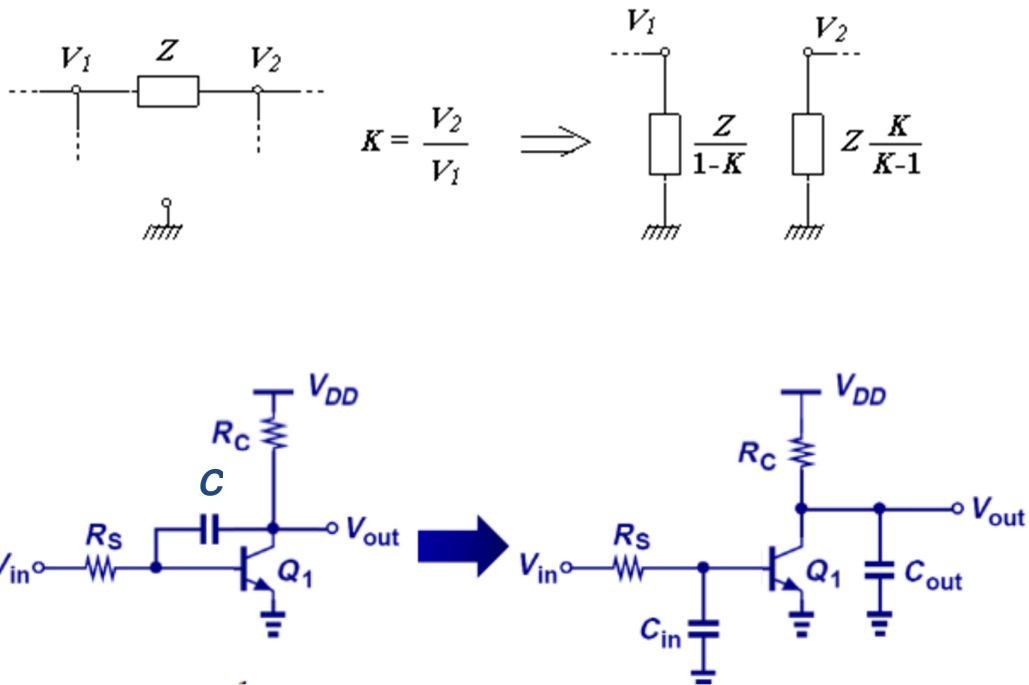 V1 Z V2
K = V2 / V1
V1 V2
Z / 1-K
Z K / K-1
VDD
RC
C
RS
Vin
Q1
Vout
VDD
RC
RS
Vin
Q1
Vout
Cin
Cout